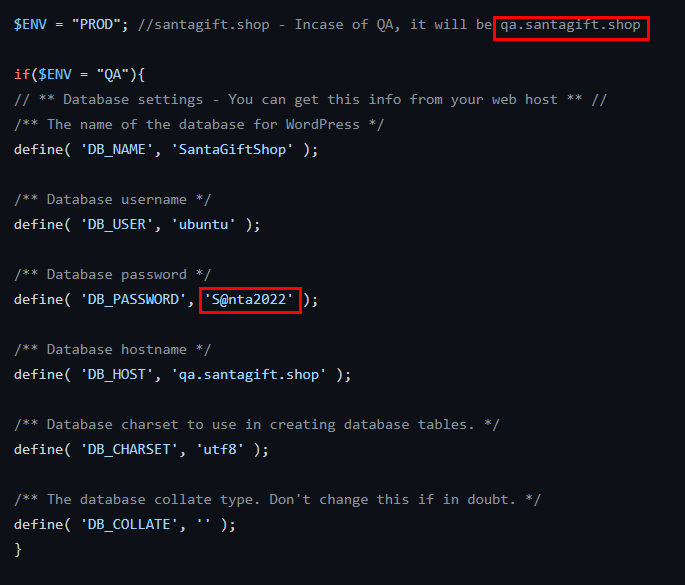 $ENV = "PROD"; //santagift.shop - Incase of QA, it will be qa.santagift.shop
if($ENV = "QA"){
// ** Database settings - You can get this info from your web host ** //
/** The name of the database for WordPress */
define( 'DB_NAME', 'SantaGiftShop' );
/** Database username */
define( 'DB_USER', 'ubuntu' );
/** Database password */
define( 'DB_PASSWORD', 'S@nta2022' );
/** Database hostname */
define( 'DB_HOST', 'qa.santagift.shop' );
/** Database charset to use in creating database tables. */
define( 'DB_CHARSET', 'utf8' );
/** The database collate type. Don't change this if in doubt. */
define( 'DB_COLLATE', '' );
}